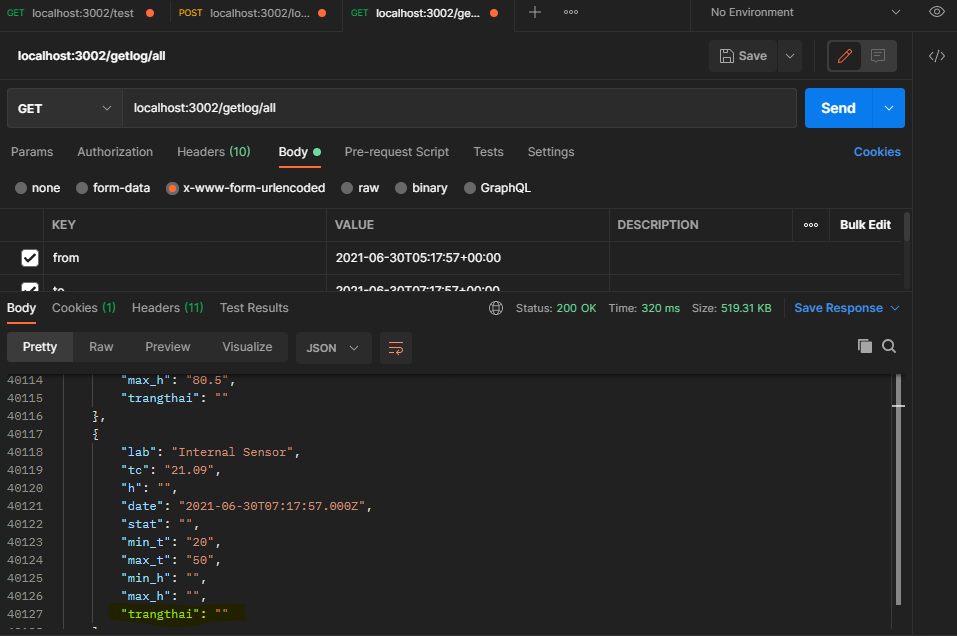 GET localhost:3002/test POST localhost:3002/lo... GET localhost:3002/ge... No Environment
localhost:3002/getlog/all Save
GET localhost:3002/getlog/all Send
Params Authorization Headers (10) Body Pre-request Script Tests Settings Cookies
none form-data x-www-form-urlencoded raw binary GraphQL
KEY VALUE DESCRIPTION Bulk Edit
from 2021-06-30T05:17:57+00:00
to 2021-06-30T07:17:57+00:00
Body Cookies (1) Headers (11) Test Results Status: 200 OK Time: 320 ms Size: 519.31 KB Save Response
Pretty Raw Preview Visualize JSON
40114 "max_h": "80.5",
40115 "trangthai": ""
40116 },
40117 {
40118 "lab": "Internal Sensor",
40119 "tc": "21.09",
40120 "h": "",
40121 "date": "2021-06-30T07:17:57.000Z",
40122 "stat": "",
40123 "min_t": "20",
40124 "max_t": "50",
40125 "min_h": "",
40126 "max_h": "",
40127 "trangthai": ""